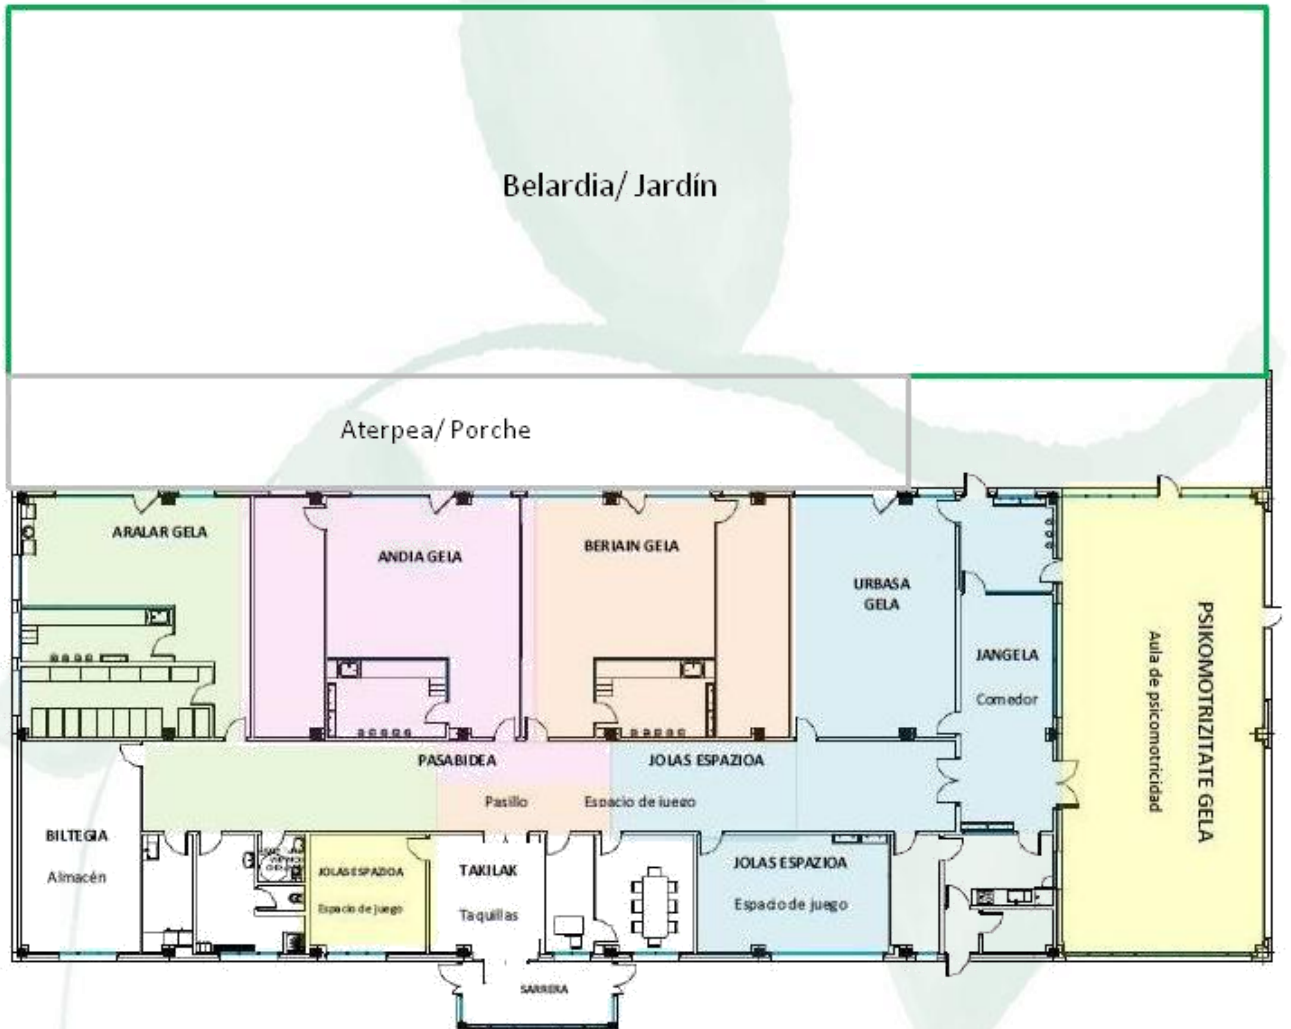 Belardia/ Jardín
Aterpea/ Porche
ARALAR GELA
ANDIA GELA
BERIAIN GELA
URBASA
GELA
JANGELA
Comedor
PSIKOMOTRIZITATE GELA
Aula de psicomotricidad
PASABIDEA
Pasillo
JOLAS ESPAZIOA
Espacio de juego
BILTEGIA
Almacén
JOLAS ESPAZIOA
Espacio de juego
TAKILAK
Taquillas
JOLAS ESPAZIOA
Espacio de juego
SARRERA